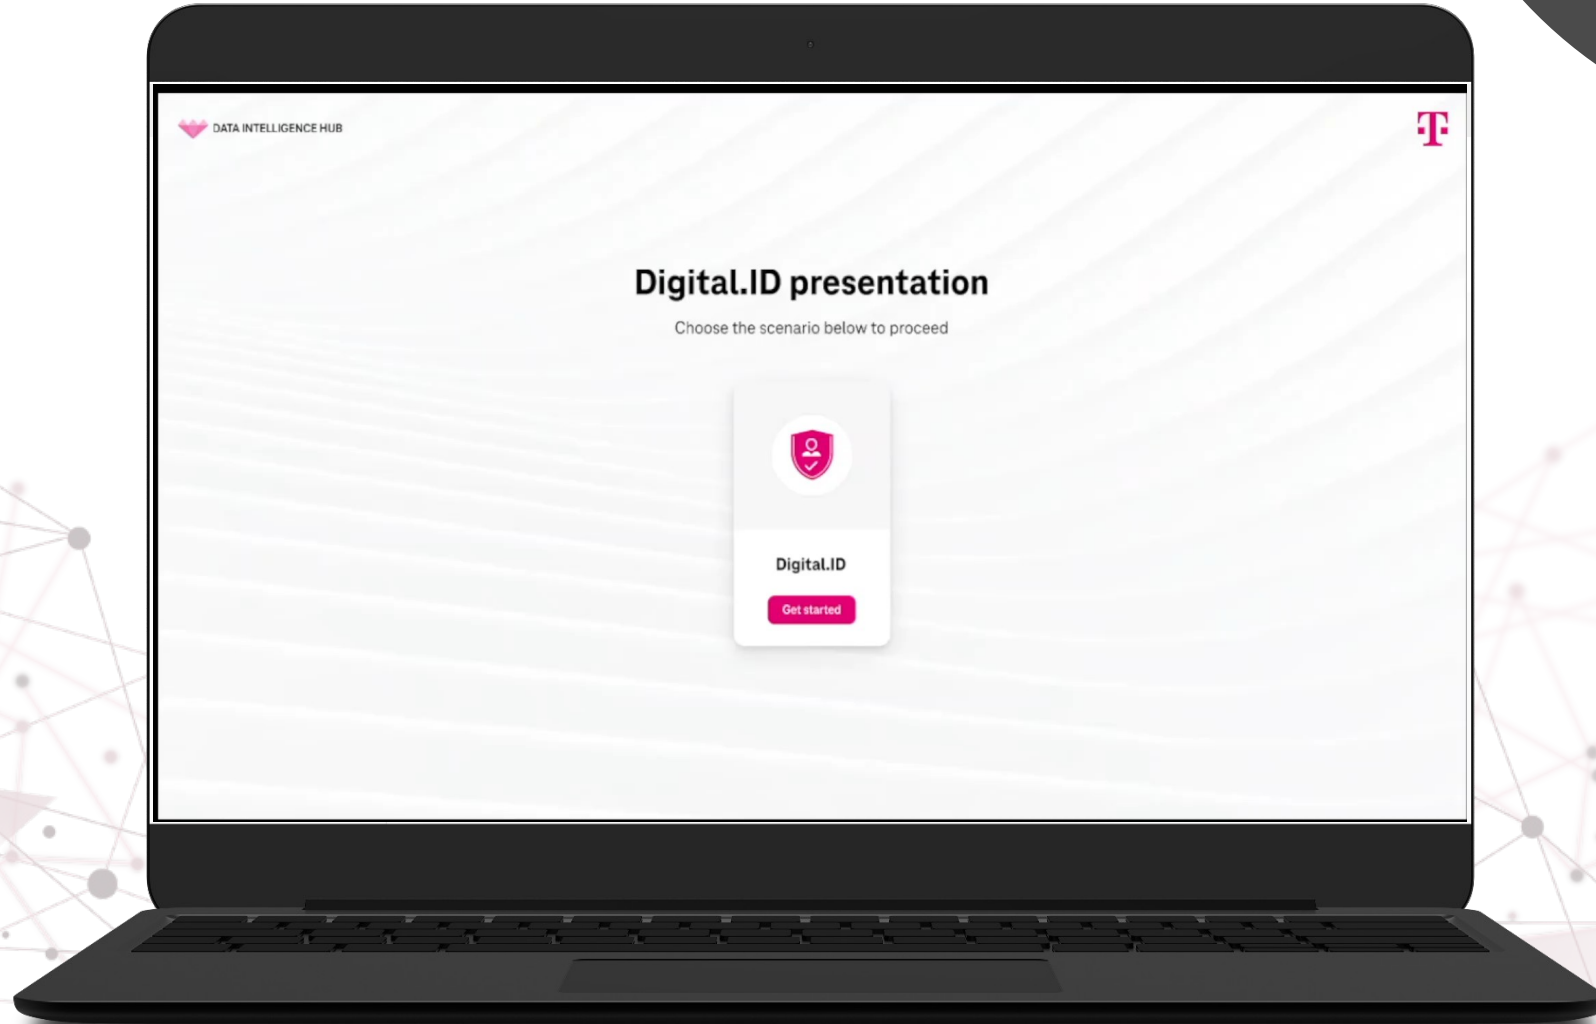 DATA INTELLIGENCE HUB
T
Digital.ID presentation
Choose the scenario below to proceed
Digital.ID
Get started